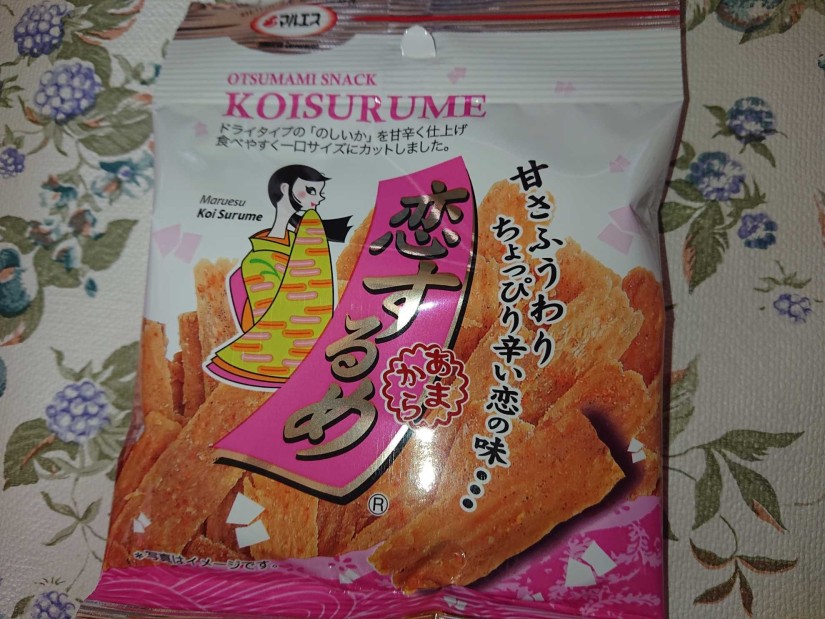 マルエス
OTSUMAMI SNACK
KOISURUME
ドライタイプの「のしいか」を甘辛く仕上げ
食べやすく一口サイズにカットしました。
Maruesu
Koi Surume
恋するめ
あま
から
®
甘さふうわり
ちょっぴり辛い恋の味…
*写真はイメージです。